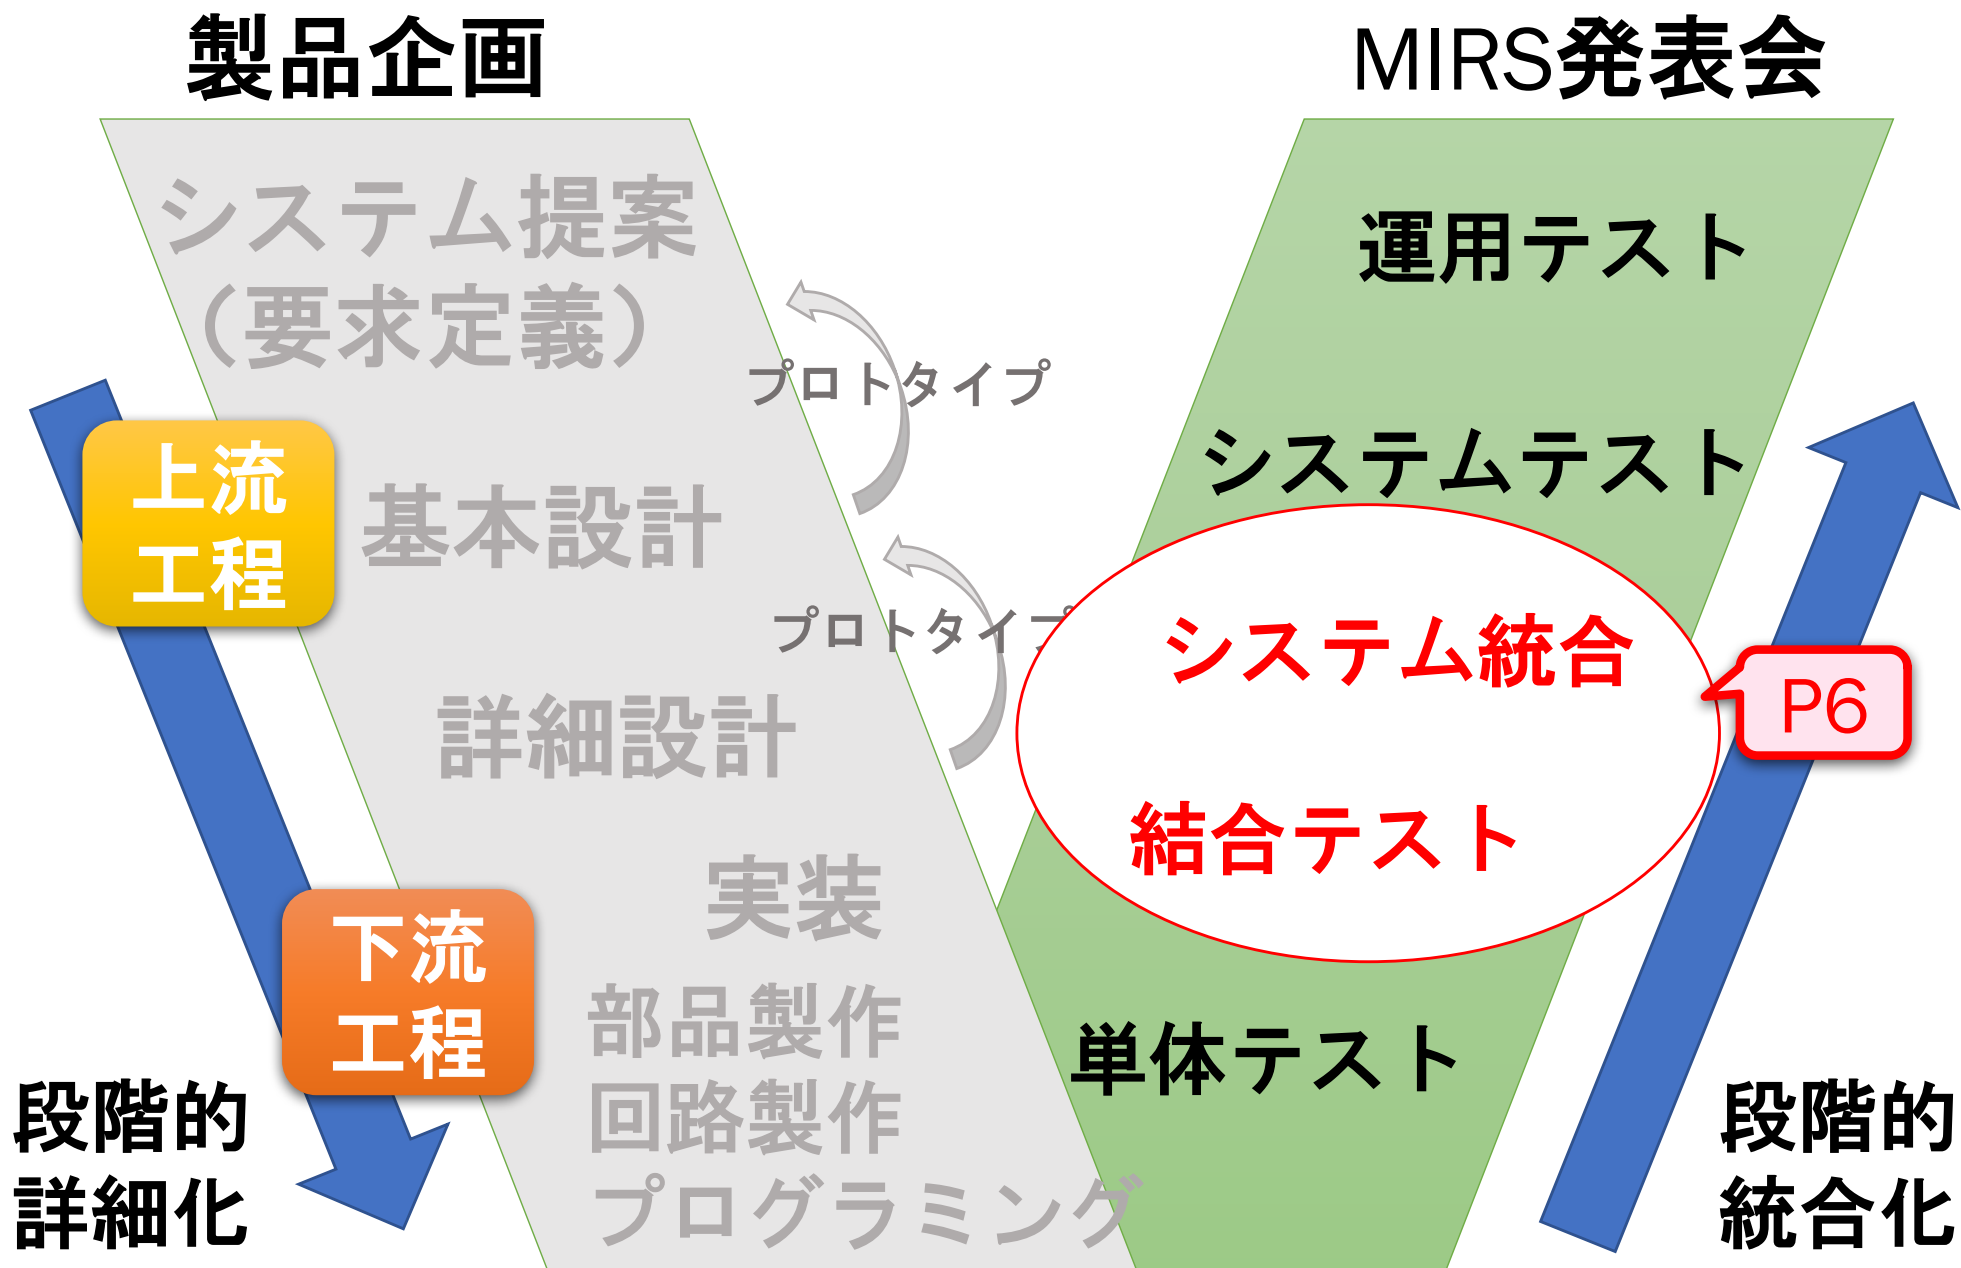 製品企画
MIRS発表会
システム提案
（要求定義）
プロトタイプ
上流
工程
基本設計
プロトタイプ
詳細設計
下流
工程
実装
部品製作
回路製作
プログラミング
段階的
詳細化
運用テスト
システムテスト
システム統合
P6
結合テスト
単体テスト
段階的
統合化